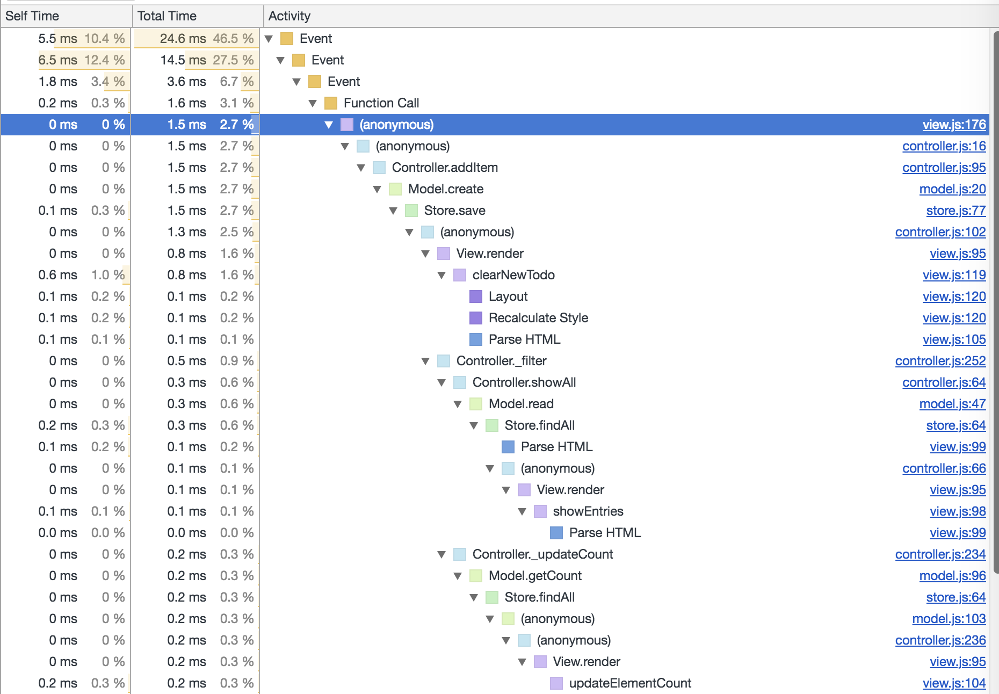 Self Time Total Time Activity
5.5 ms 10.4 % 24.6 ms 46.5 % Event
6.5 ms 12.4 % 14.5 ms 27.5 % Event
1.8 ms 3.4 % 3.6 ms 6.7 % Event
0.2 ms 0.3 % 1.6 ms 3.1 % Function Call
0 ms 0 % 1.5 ms 2.7 % (anonymous) view.js:176
0 ms 0 % 1.5 ms 2.7 % (anonymous) controller.js:16
0 ms 0 % 1.5 ms 2.7 % Controller.addItem controller.js:95
0 ms 0 % 1.5 ms 2.7 % Model.create model.js:20
0.1 ms 0.3 % 1.5 ms 2.7 % Store.save store.js:77
0 ms 0 % 1.3 ms 2.5 % (anonymous) controller.js:102
0 ms 0 % 0.8 ms 1.6 % View.render view.js:95
0.6 ms 1.0 % 0.8 ms 1.6 % clearNewTodo view.js:119
0.1 ms 0.2 % 0.1 ms 0.2 % Layout view.js:120
0.1 ms 0.2 % 0.1 ms 0.2 % Recalculate Style view.js:120
0.1 ms 0.1 % 0.1 ms 0.1 % Parse HTML view.js:105
0 ms 0 % 0.5 ms 0.9 % Controller._filter controller.js:252
0 ms 0 % 0.3 ms 0.6 % Controller.showAll controller.js:64
0 ms 0 % 0.3 ms 0.6 % Model.read model.js:47
0.2 ms 0.3 % 0.3 ms 0.6 % Store.findAll store.js:64
0.1 ms 0.2 % 0.1 ms 0.2 % Parse HTML view.js:99
0 ms 0 % 0.1 ms 0.1 % (anonymous) controller.js:66
0 ms 0 % 0.1 ms 0.1 % View.render view.js:95
0.1 ms 0.1 % 0.1 ms 0.1 % showEntries view.js:98
0.0 ms 0.0 % 0.0 ms 0.0 % Parse HTML view.js:99
0 ms 0 % 0.2 ms 0.3 % Controller._updateCount controller.js:234
0 ms 0 % 0.2 ms 0.3 % Model.getCount model.js:96
0 ms 0 % 0.2 ms 0.3 % Store.findAll store.js:64
0 ms 0 % 0.2 ms 0.3 % (anonymous) model.js:103
0 ms 0 % 0.2 ms 0.3 % (anonymous) controller.js:236
0 ms 0 % 0.2 ms 0.3 % View.render view.js:95
0.2 ms 0.3 % 0.2 ms 0.3 % updateElementCount view.js:104